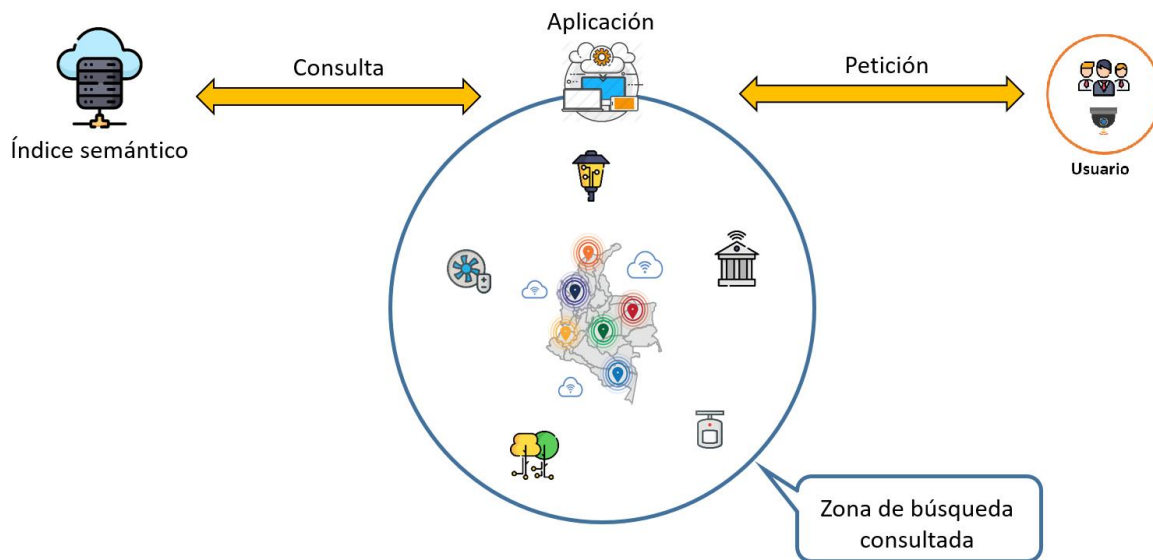 Aplicación
Consulta
Petición
Índice semántico
Usuario
Zona de búsqueda
consultada